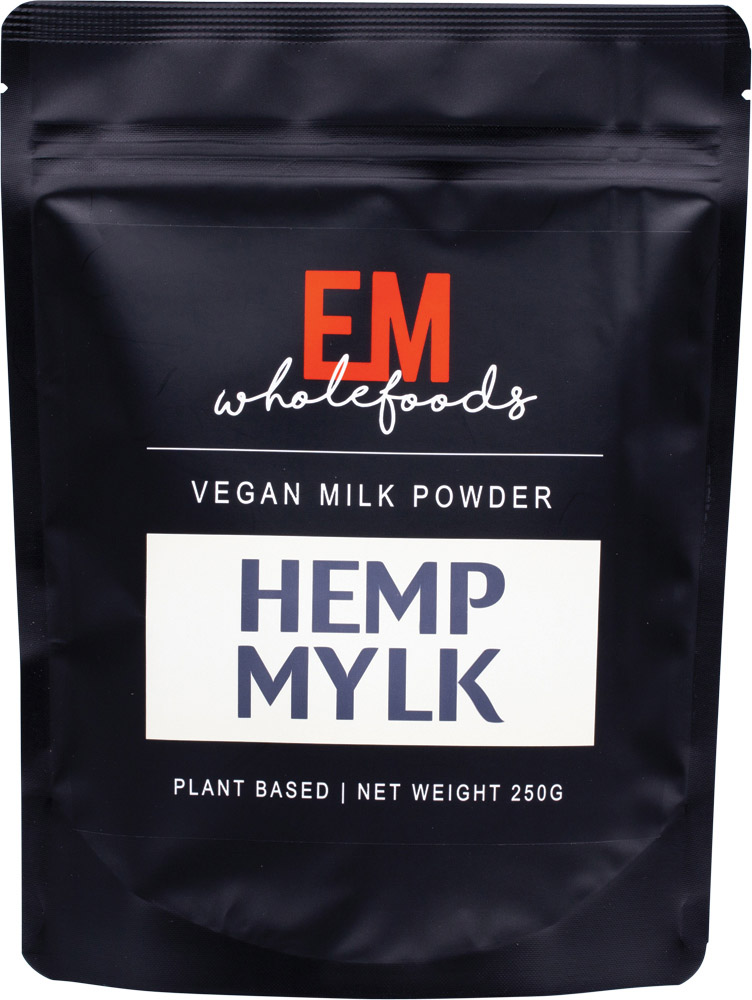 EM
wholefoods
VEGAN MILK POWDER
HEMP
MYLK
PLANT BASED | NET WEIGHT 250G